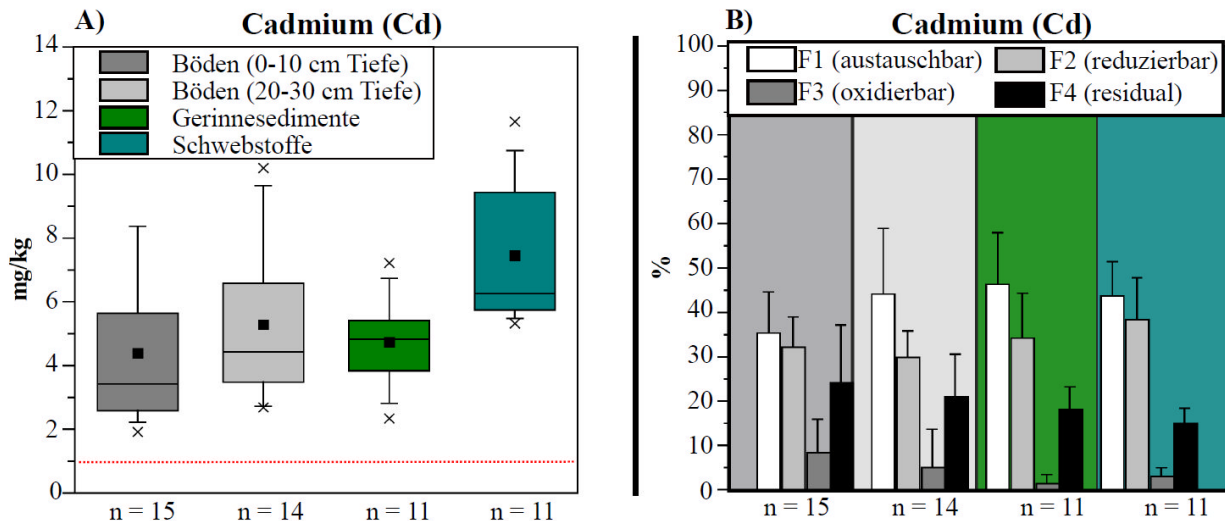 A)
Cadmium (Cd)
14
12
10
8
6
4
2
0
mg/kg
Böden (0-10 cm Tiefe)
Böden (20-30 cm Tiefe)
Gerinnesedimente
Schwebstoffe
n = 15
n = 14
n = 11
n = 11
B)
Cadmium (Cd)
100
90
80
70
60
50
40
30
20
10
0
%
F1 (austauschbar)
F2 (reduzierbar)
F3 (oxidierbar)
F4 (residual)
n = 15
n = 14
n = 11
n = 11